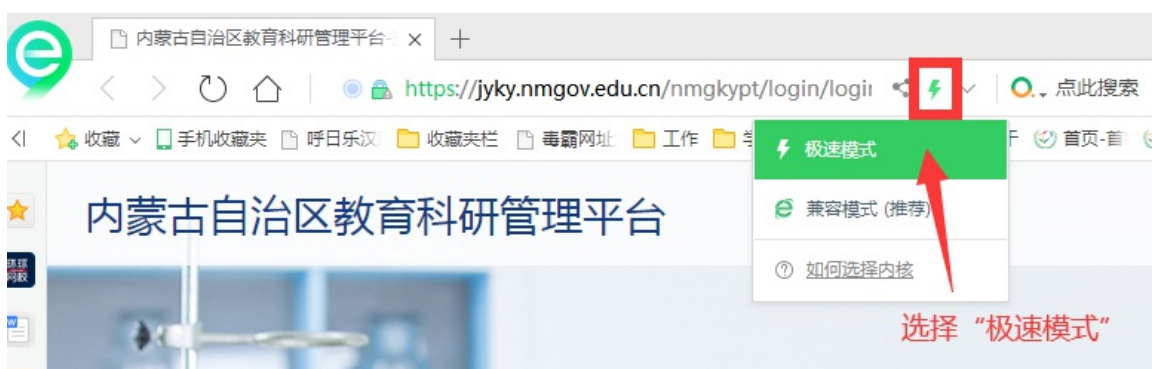 内蒙古自治区教育科研管理平台-
https://jyky.nmgov.edu.cn/nmgkypt/login/login
点此搜索
收藏 手机收藏夹 呼日乐汉 收藏夹栏 毒霸网址 工作 首页-首
极速模式
内蒙古自治区教育科研管理平台
兼容模式 (推荐)
环球
网校
如何选择内核
选择“极速模式”